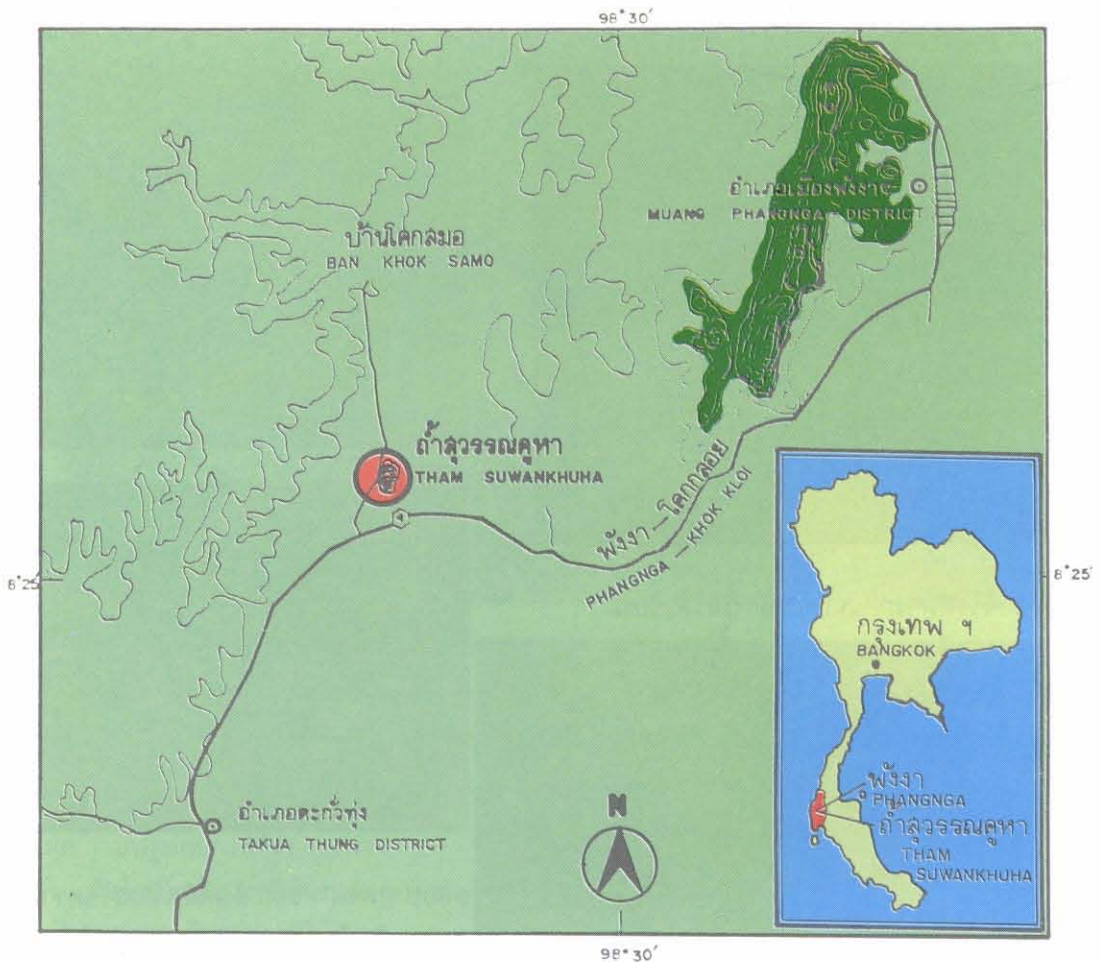 98°30′
อำเภอเมืองพังงา
MUANG PHANGNGA DISTRICT
บ้านโคกสมอ
BAN KHOK SAMO
ถ้ำสุวรรณคูหา
THAM SUWANKHUHA
4
พังงา – โคกกลอย
PHANGNGA – KHOK KLOI
8°25′
8°25′
กรุงเทพ ฯ
BANGKOK
พังงา
PHANGNGA
ถ้ำสุวรรณคูหา
THAM
SUWANKHUHA
อำเภอตะกั่วทุ่ง
TAKUA THUNG DISTRICT
N
98°30′